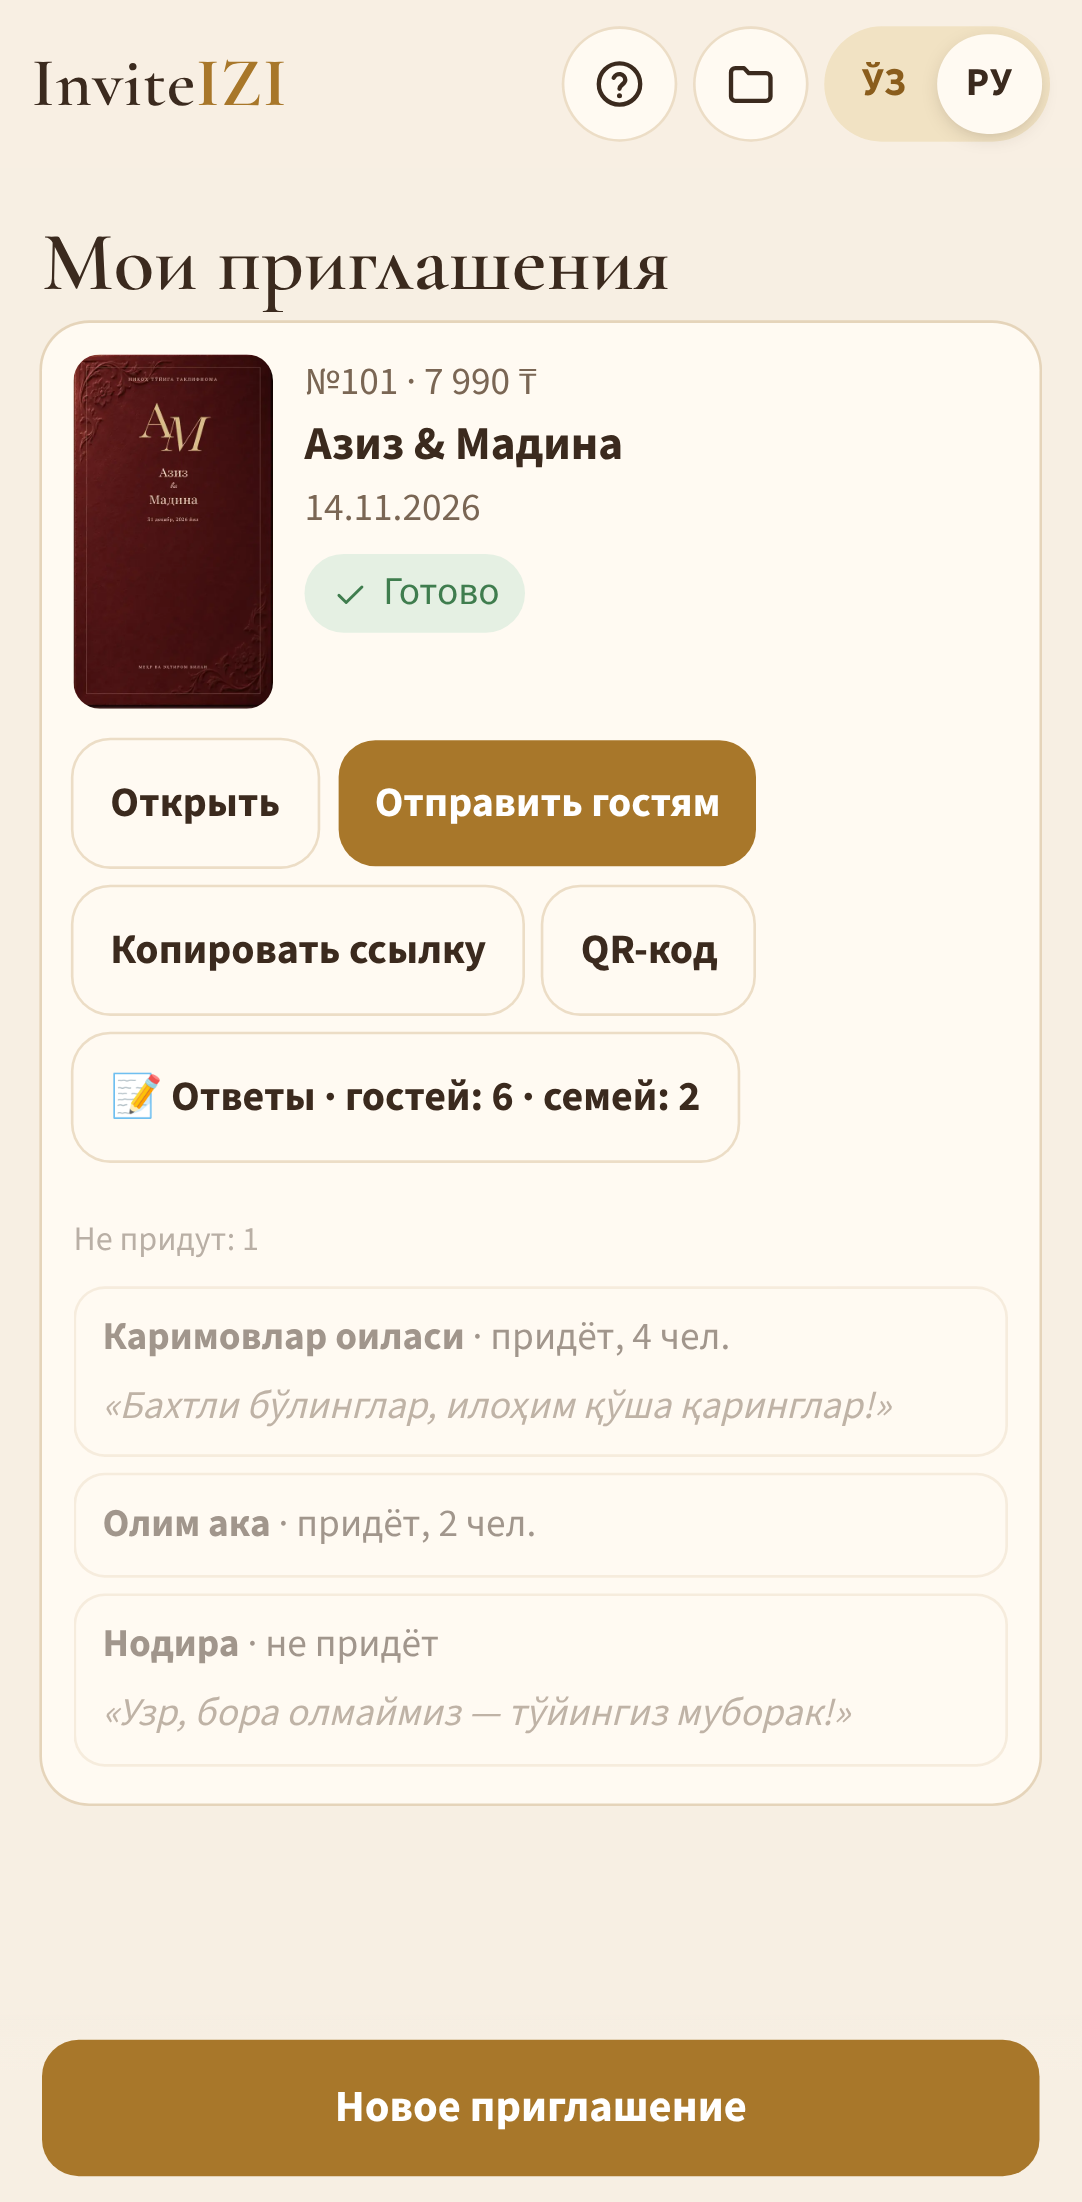 InviteIZI
ЎЗ РУ
Мои приглашения
НИКОҲ ТЎЙИГА ТАКЛИФНОМА
AM
Азиз
&
Мадина
№101 · 7 990 ₸
Азиз & Мадина
14.11.2026
Готово
Открыть
Отправить гостям
Копировать ссылку
QR-код
📝 Ответы · гостей: 6 · семей: 2
Не придут: 1
Каримовлар оиласи · придёт, 4 чел.
«Бахтли бўлинглар, илоҳим қўша қаринглар!»
Олим ака · придёт, 2 чел.
Нодира · не придёт
«Узр, бора олмаймиз — тўйингиз муборак!»
Новое приглашение